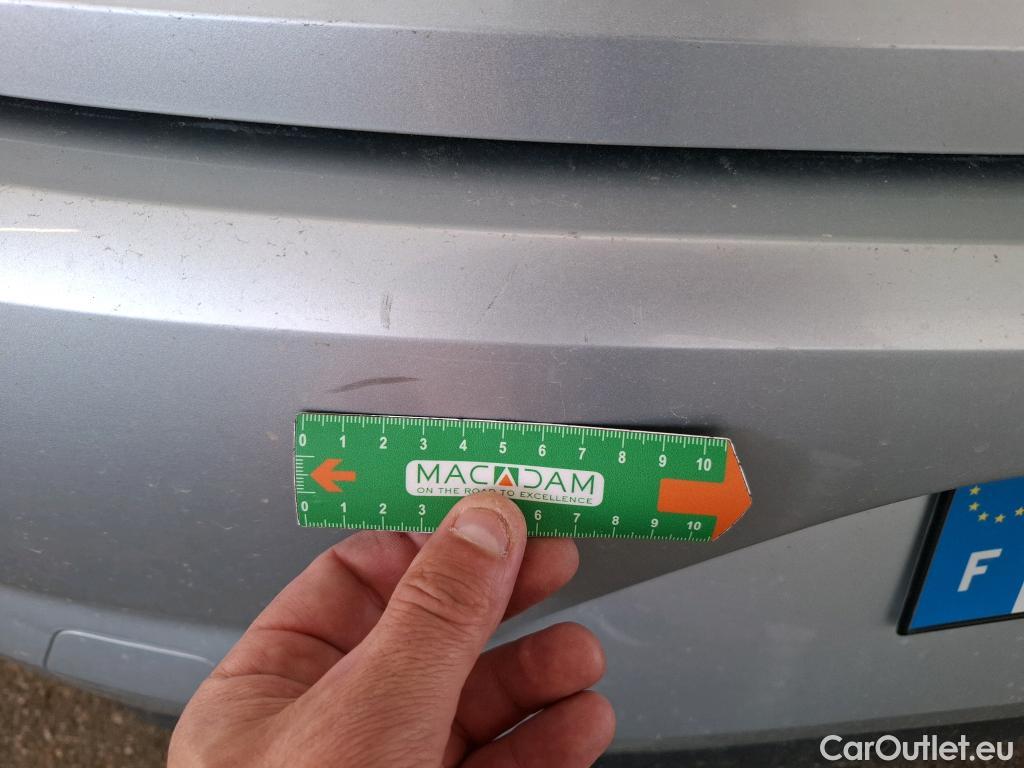 0 1 2 3 4 5 6 7 8 9 10
MACADAM
ON THE ROAD TO EXCELLENCE
0 1 2 3 6 7 8 9 10
F
CarOutlet.eu